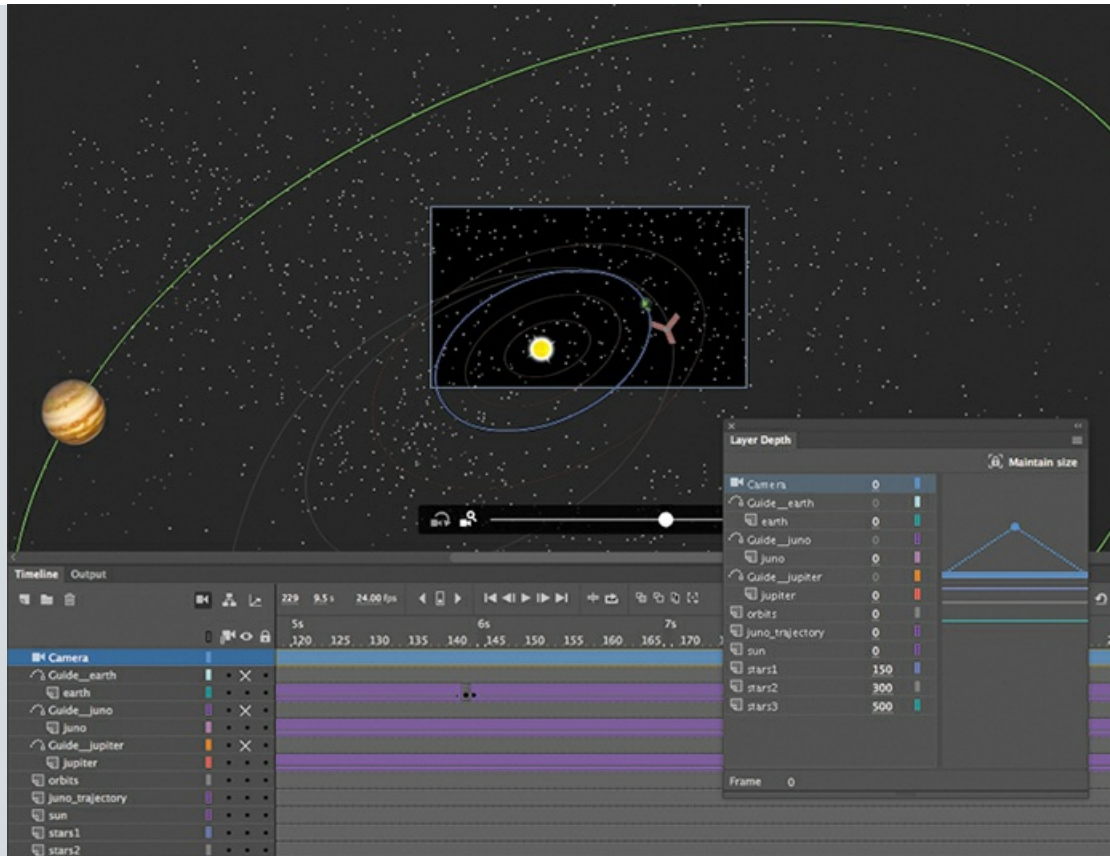 Layer Depth
Maintain size
Camera 0
Guide__earth 0
earth 0
Guide__juno 0
juno 0
Guide__jupiter 0
jupiter 0
orbits 0
juno_trajectory 0
sun 0
stars1 150
stars2 300
stars3 500
Frame 0
Timeline Output
229 9.5 s 24.00 fps
5s 6s 7s
120 125 130 135 140 145 150 155 160 165 170
Camera
Guide__earth
earth
Guide__juno
juno
Guide__jupiter
jupiter
orbits
juno_trajectory
sun
stars1
stars2